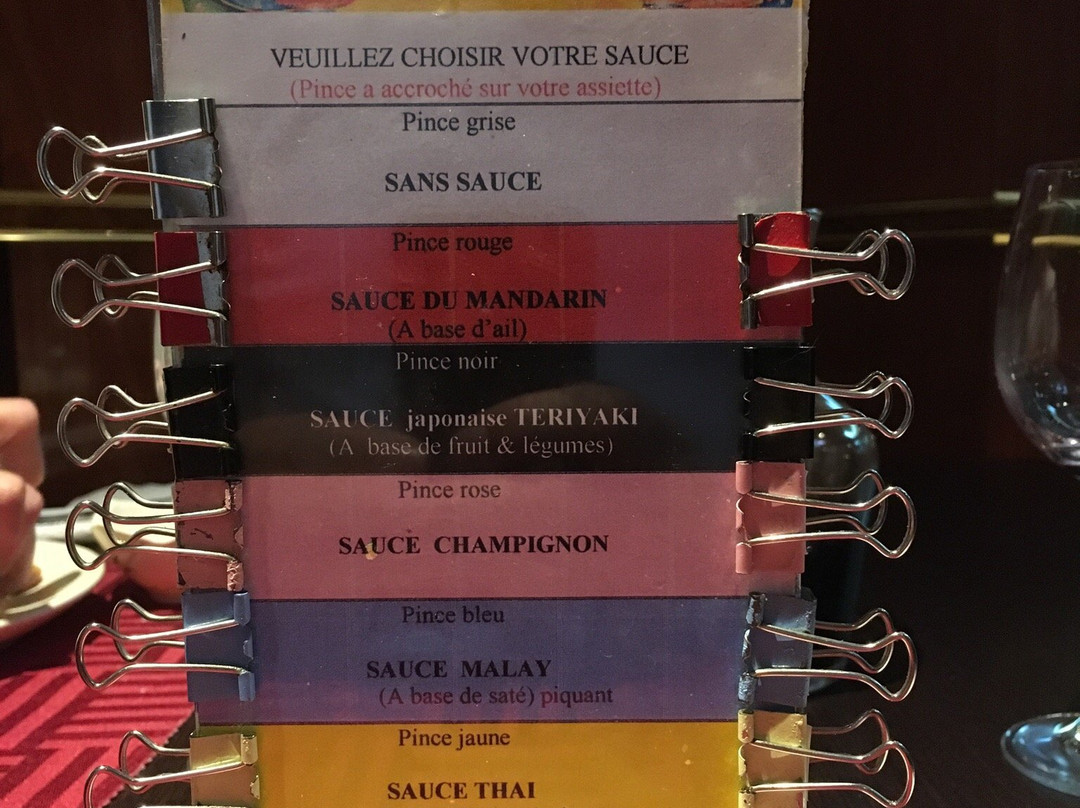 VEUILLEZ CHOISIR VOTRE SAUCE
(Pince a accroché sur votre assiette)
Pince grise
SANS SAUCE
Pince rouge
SAUCE DU MANDARIN
(A base d'ail)
Pince noir
SAUCE japonaise TERIYAKI
(A base de fruit & légumes)
Pince rose
SAUCE CHAMPIGNON
Pince bleu
SAUCE MALAY
(A base de saté) piquant
Pince jaune
SAUCE THAI